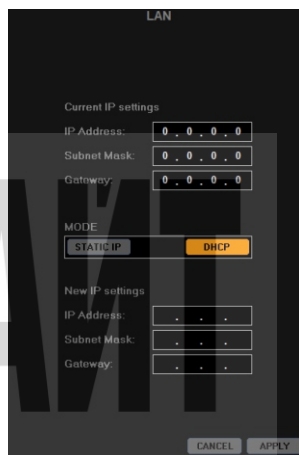 LAN
Current IP settings
IP Address: 0 . 0 . 0 . 0
Subnet Mask: 0 . 0 . 0 . 0
Gateway: 0 . 0 . 0 . 0
MODE
STATIC IP DHCP
New IP settings
IP Address: . . .
Subnet Mask: . . .
Gateway: . . .
CANCEL APPLY